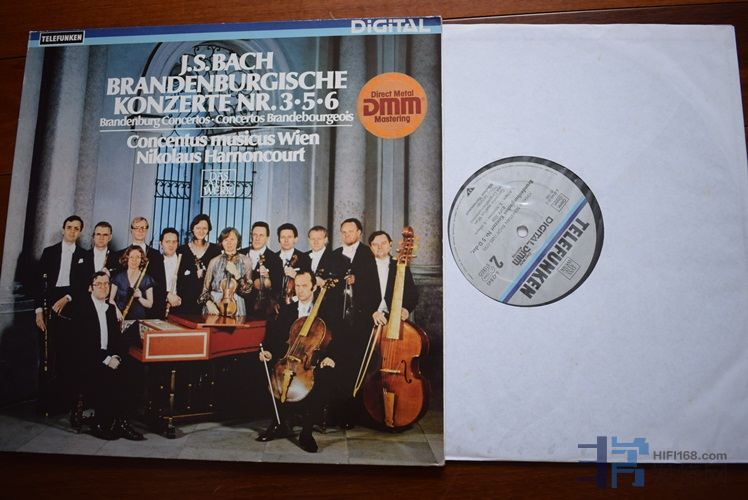 TELEFUNKEN
DIGITAL
J.S.BACH
BRANDENBURGISCHE
KONZERTE NR. 3·5·6
Brandenburg Concertos · Concertos Brandebourgeois
Concentus musicus Wien
Nikolaus Harnoncourt
DAS
ALTE
WERK
Direct Metal
DMM
Mastering
TELEFUNKEN
DIGITAL DMM
2
HIFI168.com